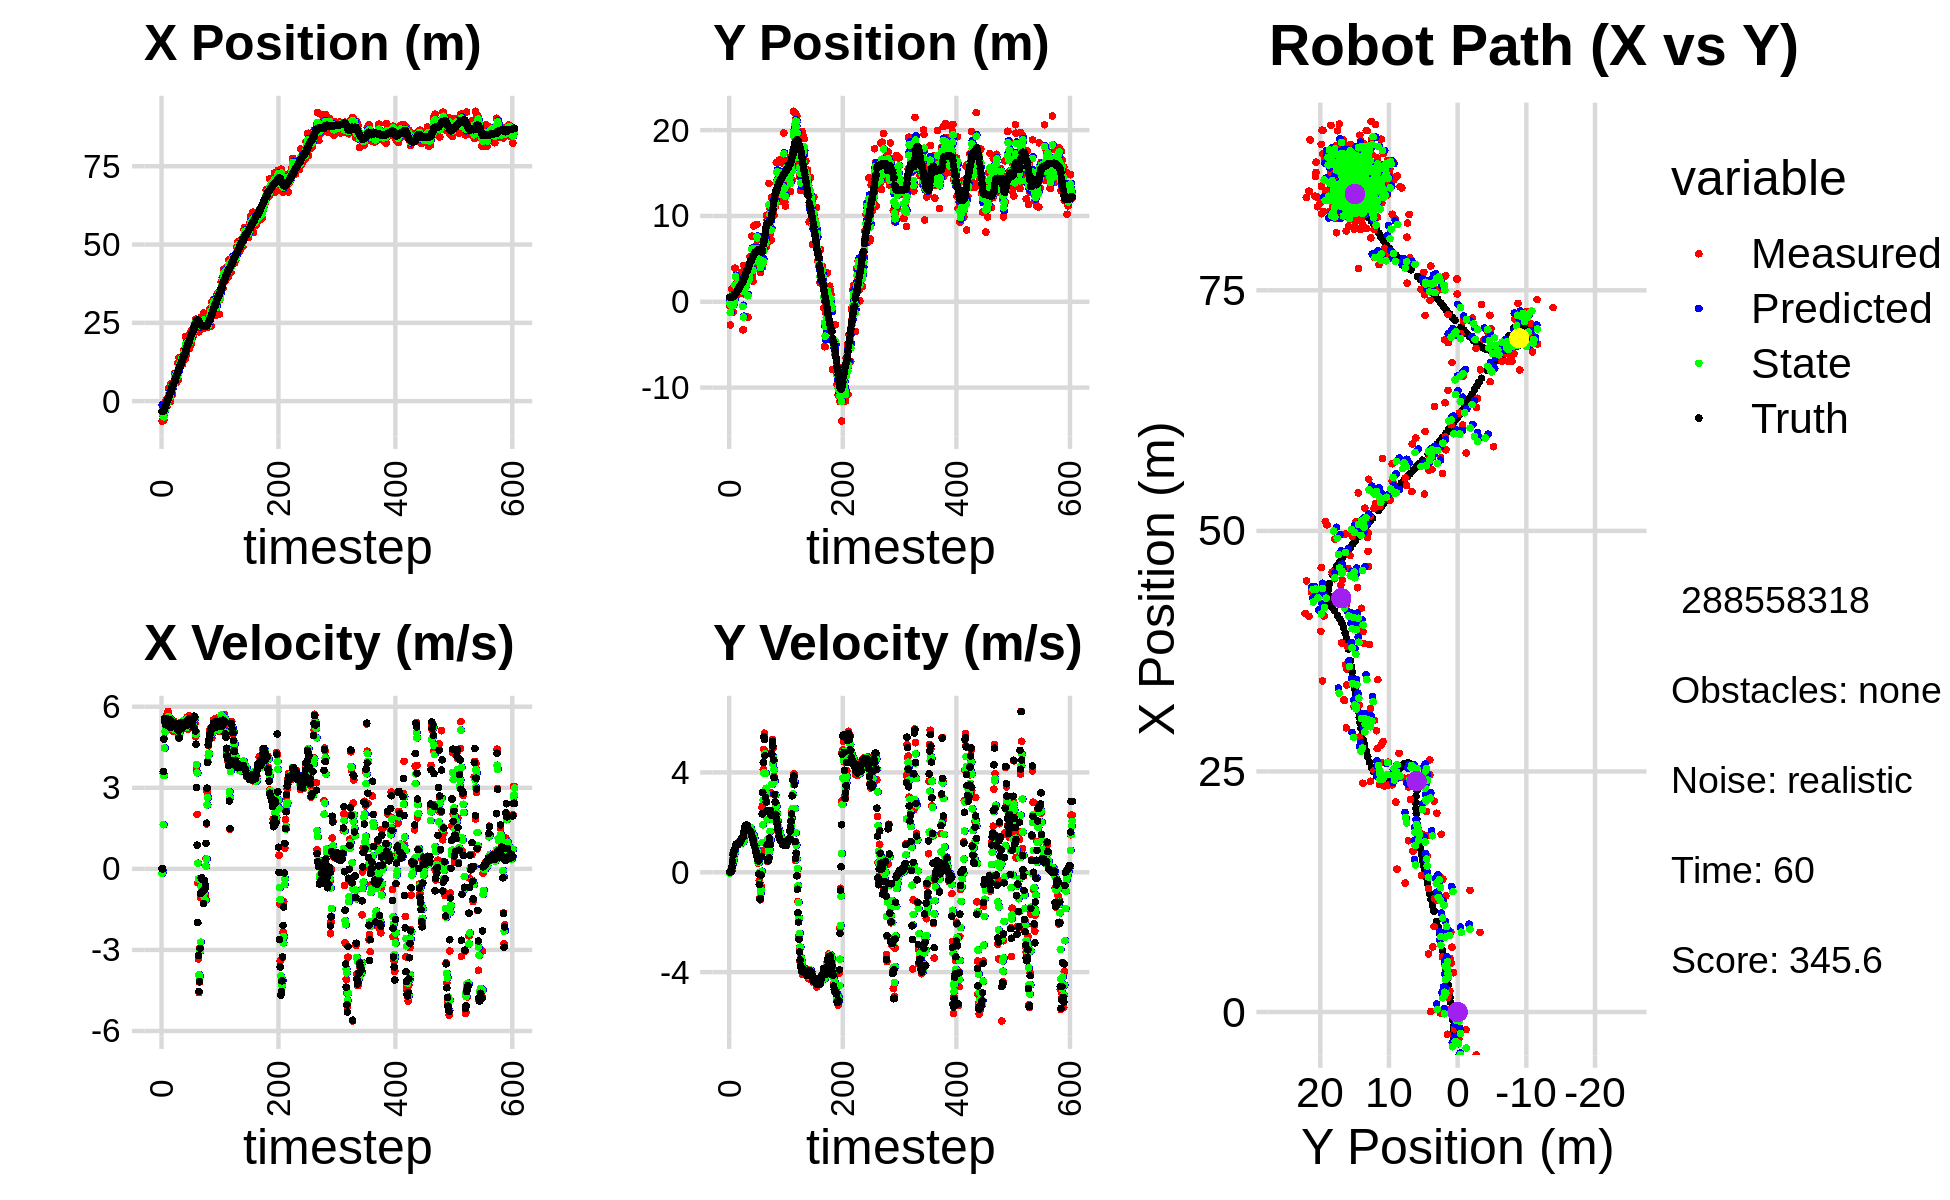 X Position (m)
75
50
25
0
0
200
400
600
timestep
Y Position (m)
20
10
0
-10
0
200
400
600
timestep
X Velocity (m/s)
6
3
0
-3
-6
0
200
400
600
timestep
Y Velocity (m/s)
4
0
-4
0
200
400
600
timestep
Robot Path (X vs Y)
X Position (m)
75
50
25
0
20 10 0 -10 -20
Y Position (m)
variable
Measured
Predicted
State
Truth
288558318
Obstacles: none
Noise: realistic
Time: 60
Score: 345.6